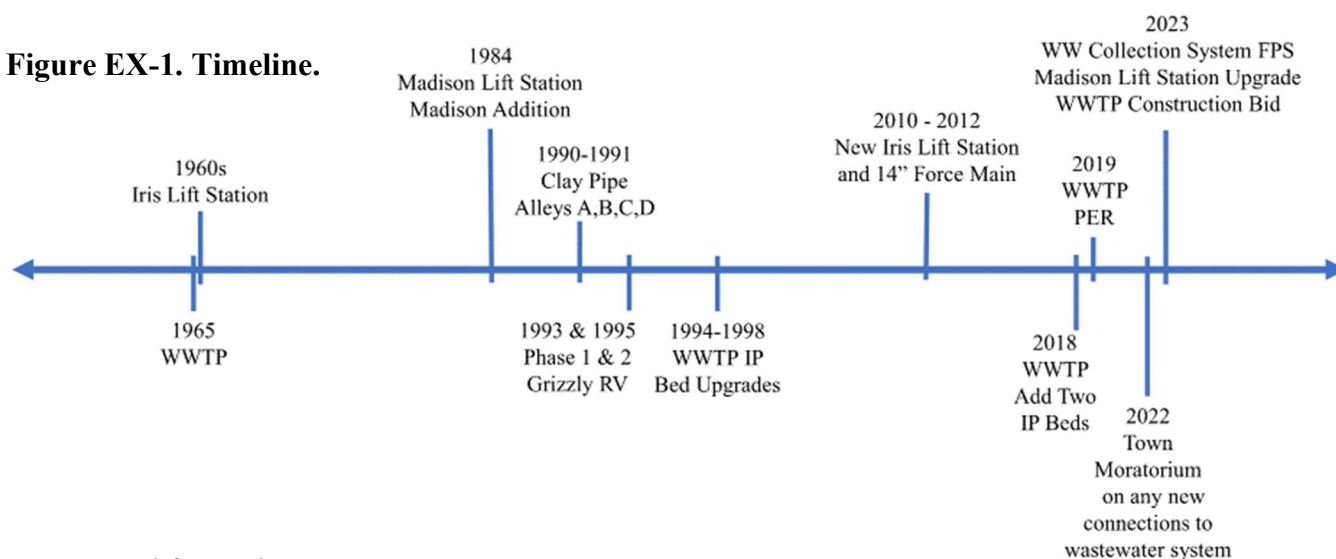 Figure EX-1. Timeline.
1960s
Iris Lift Station
1965
WWTP
1984
Madison Lift Station
Madison Addition
1990-1991
Clay Pipe
Alleys A,B,C,D
1993 & 1995
Phase 1 & 2
Grizzly RV
1994-1998
WWTP IP
Bed Upgrades
2010 - 2012
New Iris Lift Station
and 14” Force Main
2018
WWTP
Add Two
IP Beds
2019
WWTP
PER
2022
Town
Moratorium
on any new
connections to
wastewater system
2023
WW Collection System FPS
Madison Lift Station Upgrade
WWTP Construction Bid